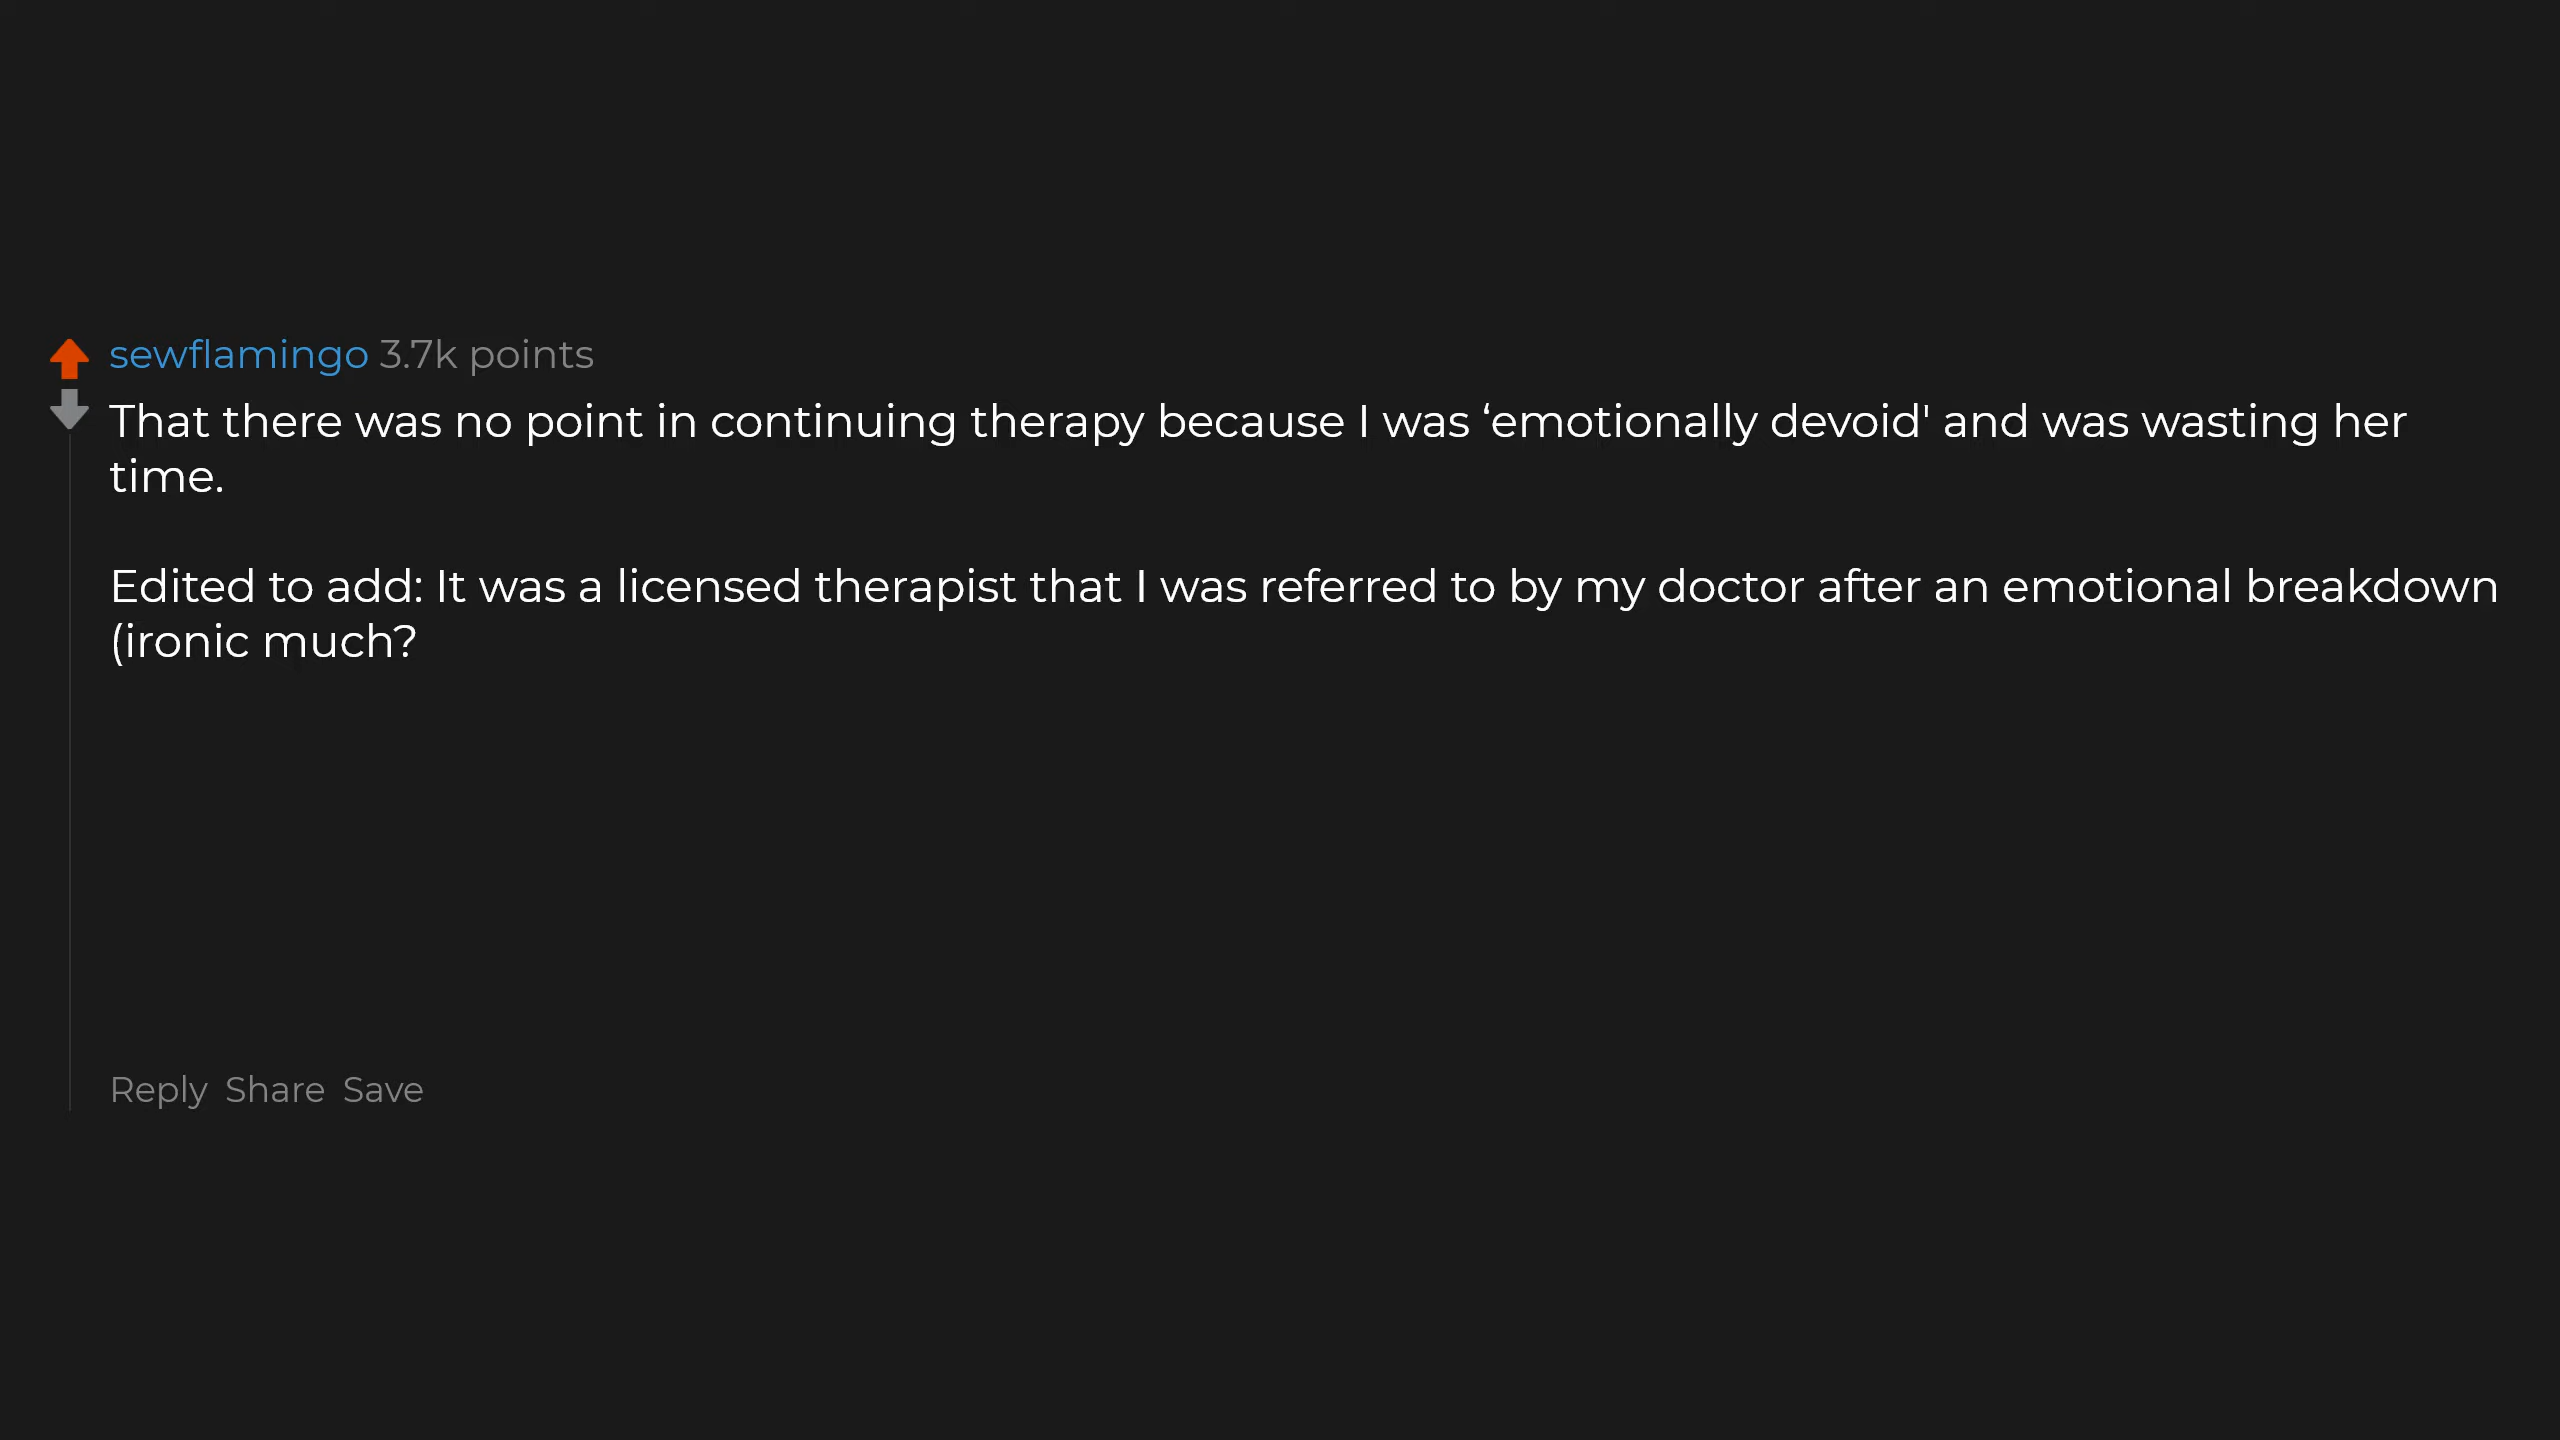 sewflamingo 3.7k points
That there was no point in continuing therapy because I was ‘emotionally devoid' and was wasting her
time.
Edited to add: It was a licensed therapist that I was referred to by my doctor after an emotional breakdown
(ironic much?
Reply Share Save